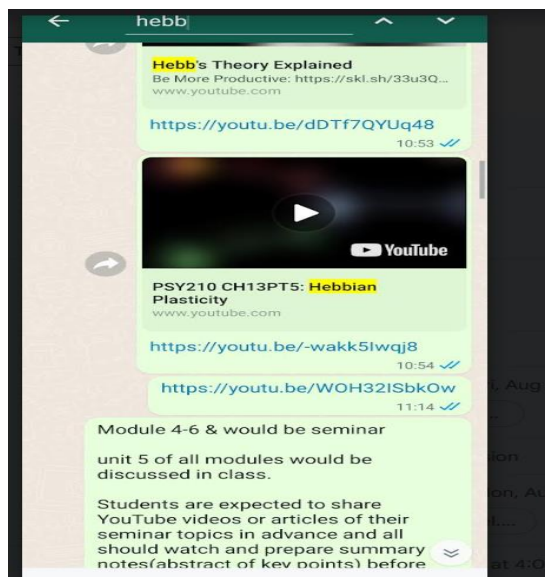 hebb
Hebb's Theory Explained
Be More Productive: https://skl.sh/33u3Q...
www.youtube.com
https://youtu.be/dDTf7QYUq48
10:53
YouTube
PSY210 CH13PT5: Hebbian
Plasticity
www.youtube.com
https://youtu.be/-wakk5lwqj8
10:54
https://youtu.be/WOH32ISbkOw
11:14
Module 4-6 & would be seminar
unit 5 of all modules would be
discussed in class.
Students are expected to share
YouTube videos or articles of their
seminar topics in advance and all
should watch and prepare summary
notes(abstract of key points) before